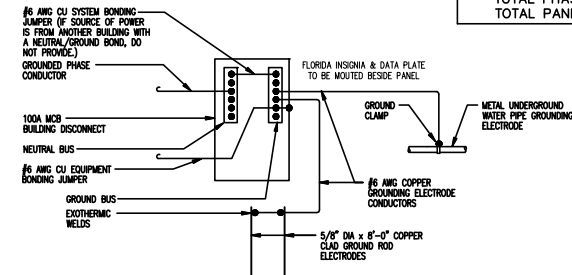 TOTAL PHAS
TOTAL PANE
#6 AWG CU SYSTEM BONDING
JUMPER (IF SOURCE OF POWER
IS FROM ANOTHER BUILDING WITH
A NEUTRAL/GROUND BOND, DO
NOT PROVIDE.)
GROUNDED PHASE
CONDUCTOR
FLORIDA INSIGNIA & DATA PLATE
TO BE MOUTED BESIDE PANEL
100A MCB
BUILDING DISCONNECT
GROUND
CLAMP
METAL UNDERGROUND
WATER PIPE GROUNDING
ELECTRODE
NEUTRAL BUS
#6 AWG CU EQUIPMENT
BONDING JUMPER
GROUND BUS
#6 AWG COPPER
GROUNDING ELECTRODE
CONDUCTORS
EXOTHERMIC
WELDS
5/8" DIA x 8'-0" COPPER
CLAD GROUND ROD
ELECTRODES